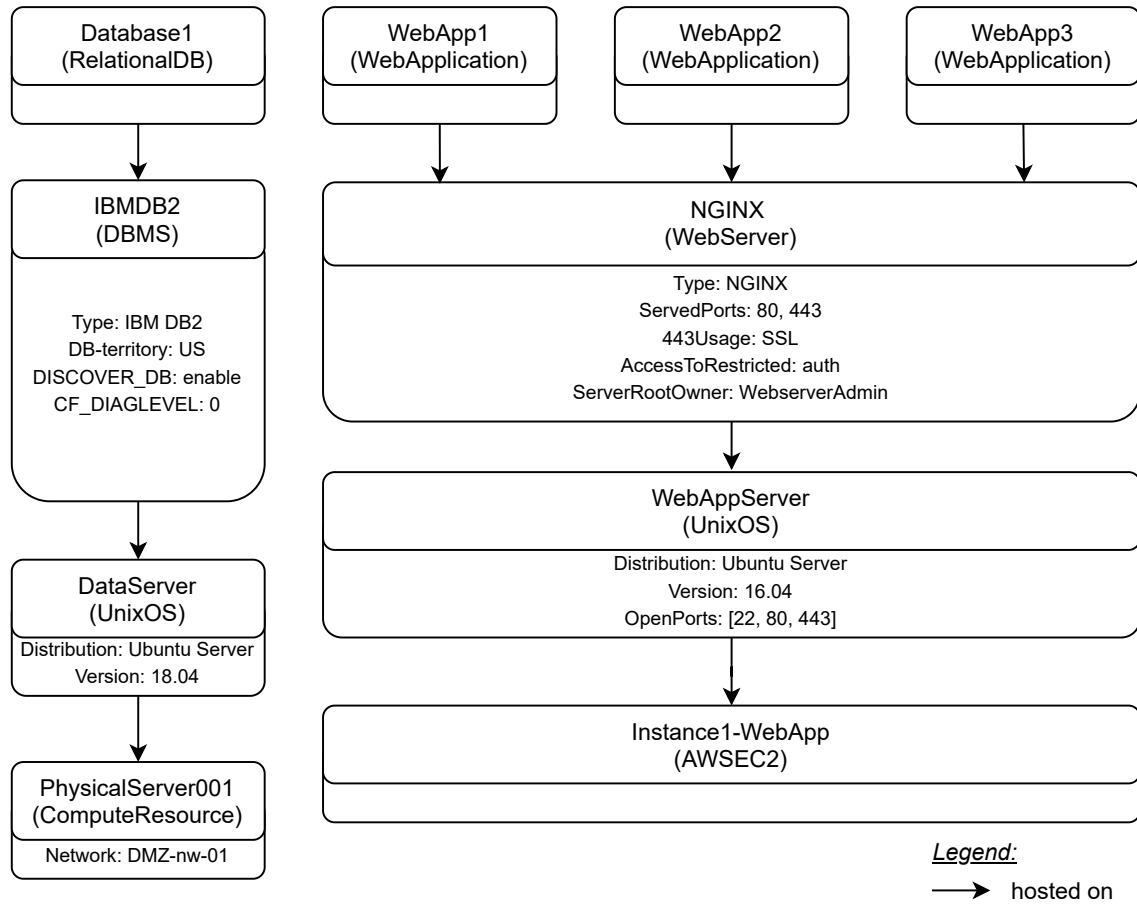 Database1
(RelationalDB)
IBMDB2
(DBMS)
Type: IBM DB2
DB-territory: US
DISCOVER_DB: enable
CF_DIAGLEVEL: 0
DataServer
(UnixOS)
Distribution: Ubuntu Server
Version: 18.04
PhysicalServer001
(ComputeResource)
Network: DMZ-nw-01
WebApp1
(WebApplication)
WebApp2
(WebApplication)
WebApp3
(WebApplication)
NGINX
(WebServer)
Type: NGINX
ServedPorts: 80, 443
443Usage: SSL
AccessToRestricted: auth
ServerRootOwner: WebserverAdmin
WebAppServer
(UnixOS)
Distribution: Ubuntu Server
Version: 16.04
OpenPorts: [22, 80, 443]
Instance1-WebApp
(AWSEC2)
Legend:
hosted on